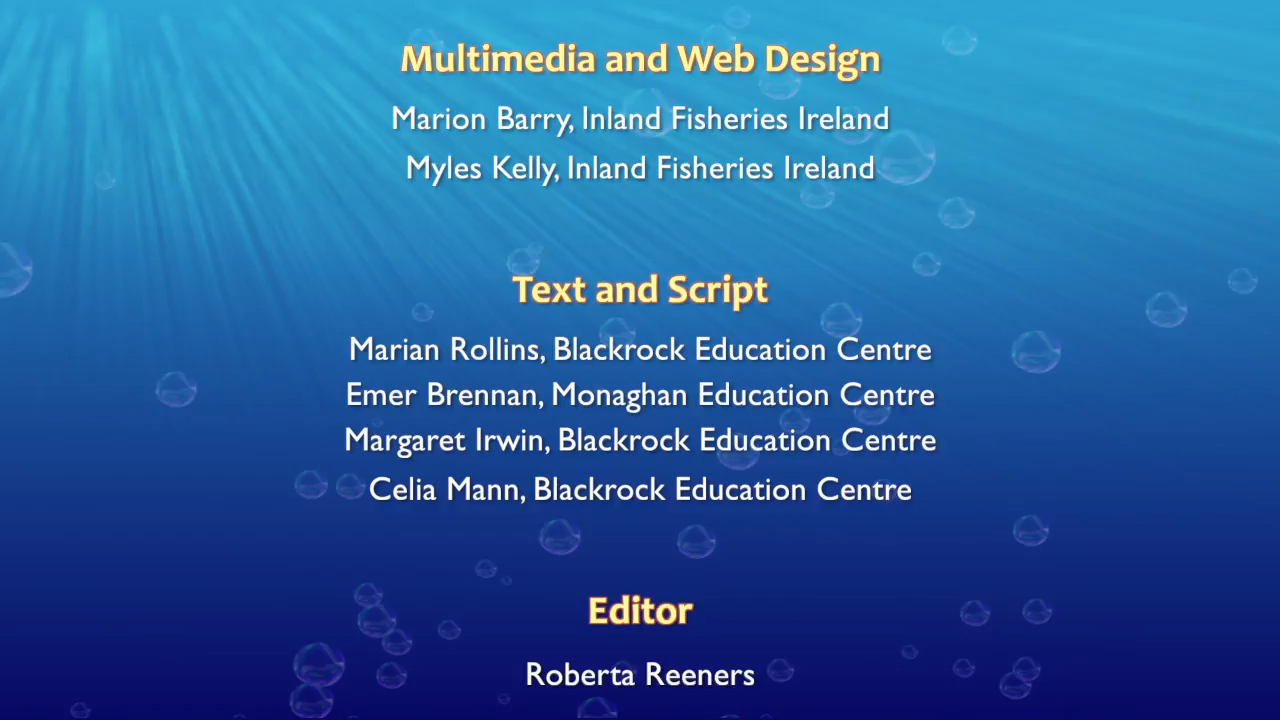 Multimedia and Web Design
Marion Barry, Inland Fisheries Ireland
Myles Kelly, Inland Fisheries Ireland
Text and Script
Marian Rollins, Blackrock Education Centre
Emer Brennan, Monaghan Education Centre
Margaret Irwin, Blackrock Education Centre
Celia Mann, Blackrock Education Centre
Editor
Roberta Reeners